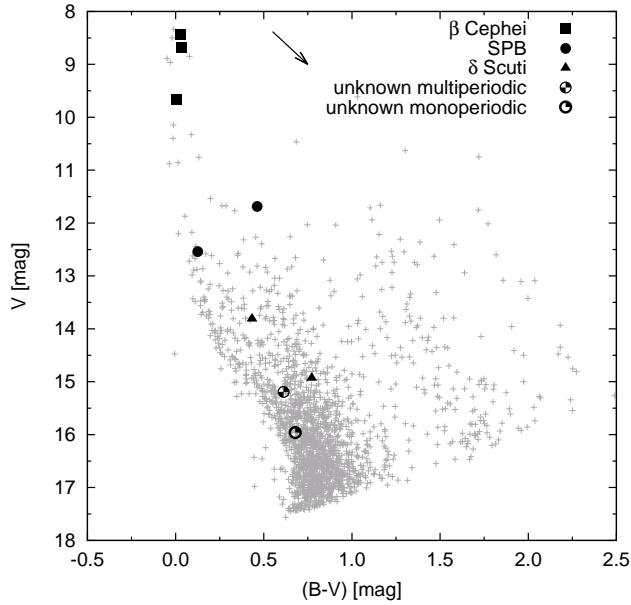 β Cephei
SPB
δ Scuti
unknown multiperiodic
unknown monoperiodic
8
9
10
11
12
13
14
15
16
17
18
V [mag]
-0.5 0.0 0.5 1.0 1.5 2.0 2.5
(B-V) [mag]